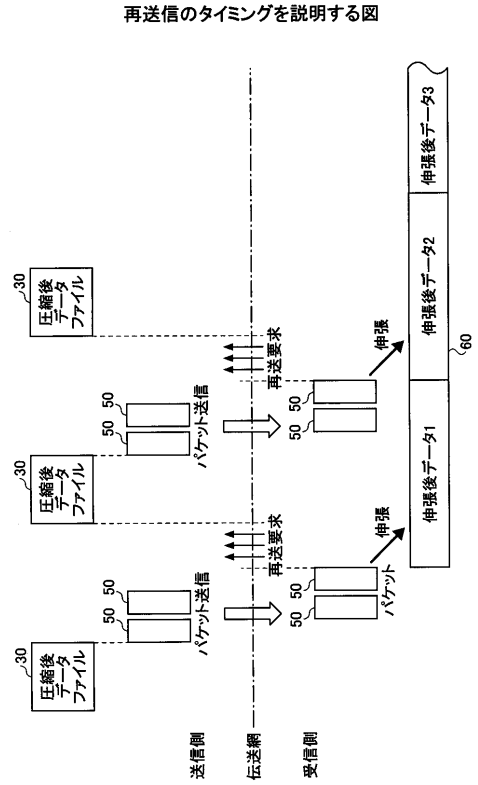 再送信のタイミングを説明する図
30
圧縮後
データ
ファイル
30
圧縮後
データ
ファイル
30
圧縮後
データ
ファイル
送信側
50
50
パケット送信
50
50
パケット送信
伝送網
再送要求
再送要求
受信側
50
50
パケット
伸張
50
50
伸張
伸張後データ1
伸張後データ2
伸張後データ3
60